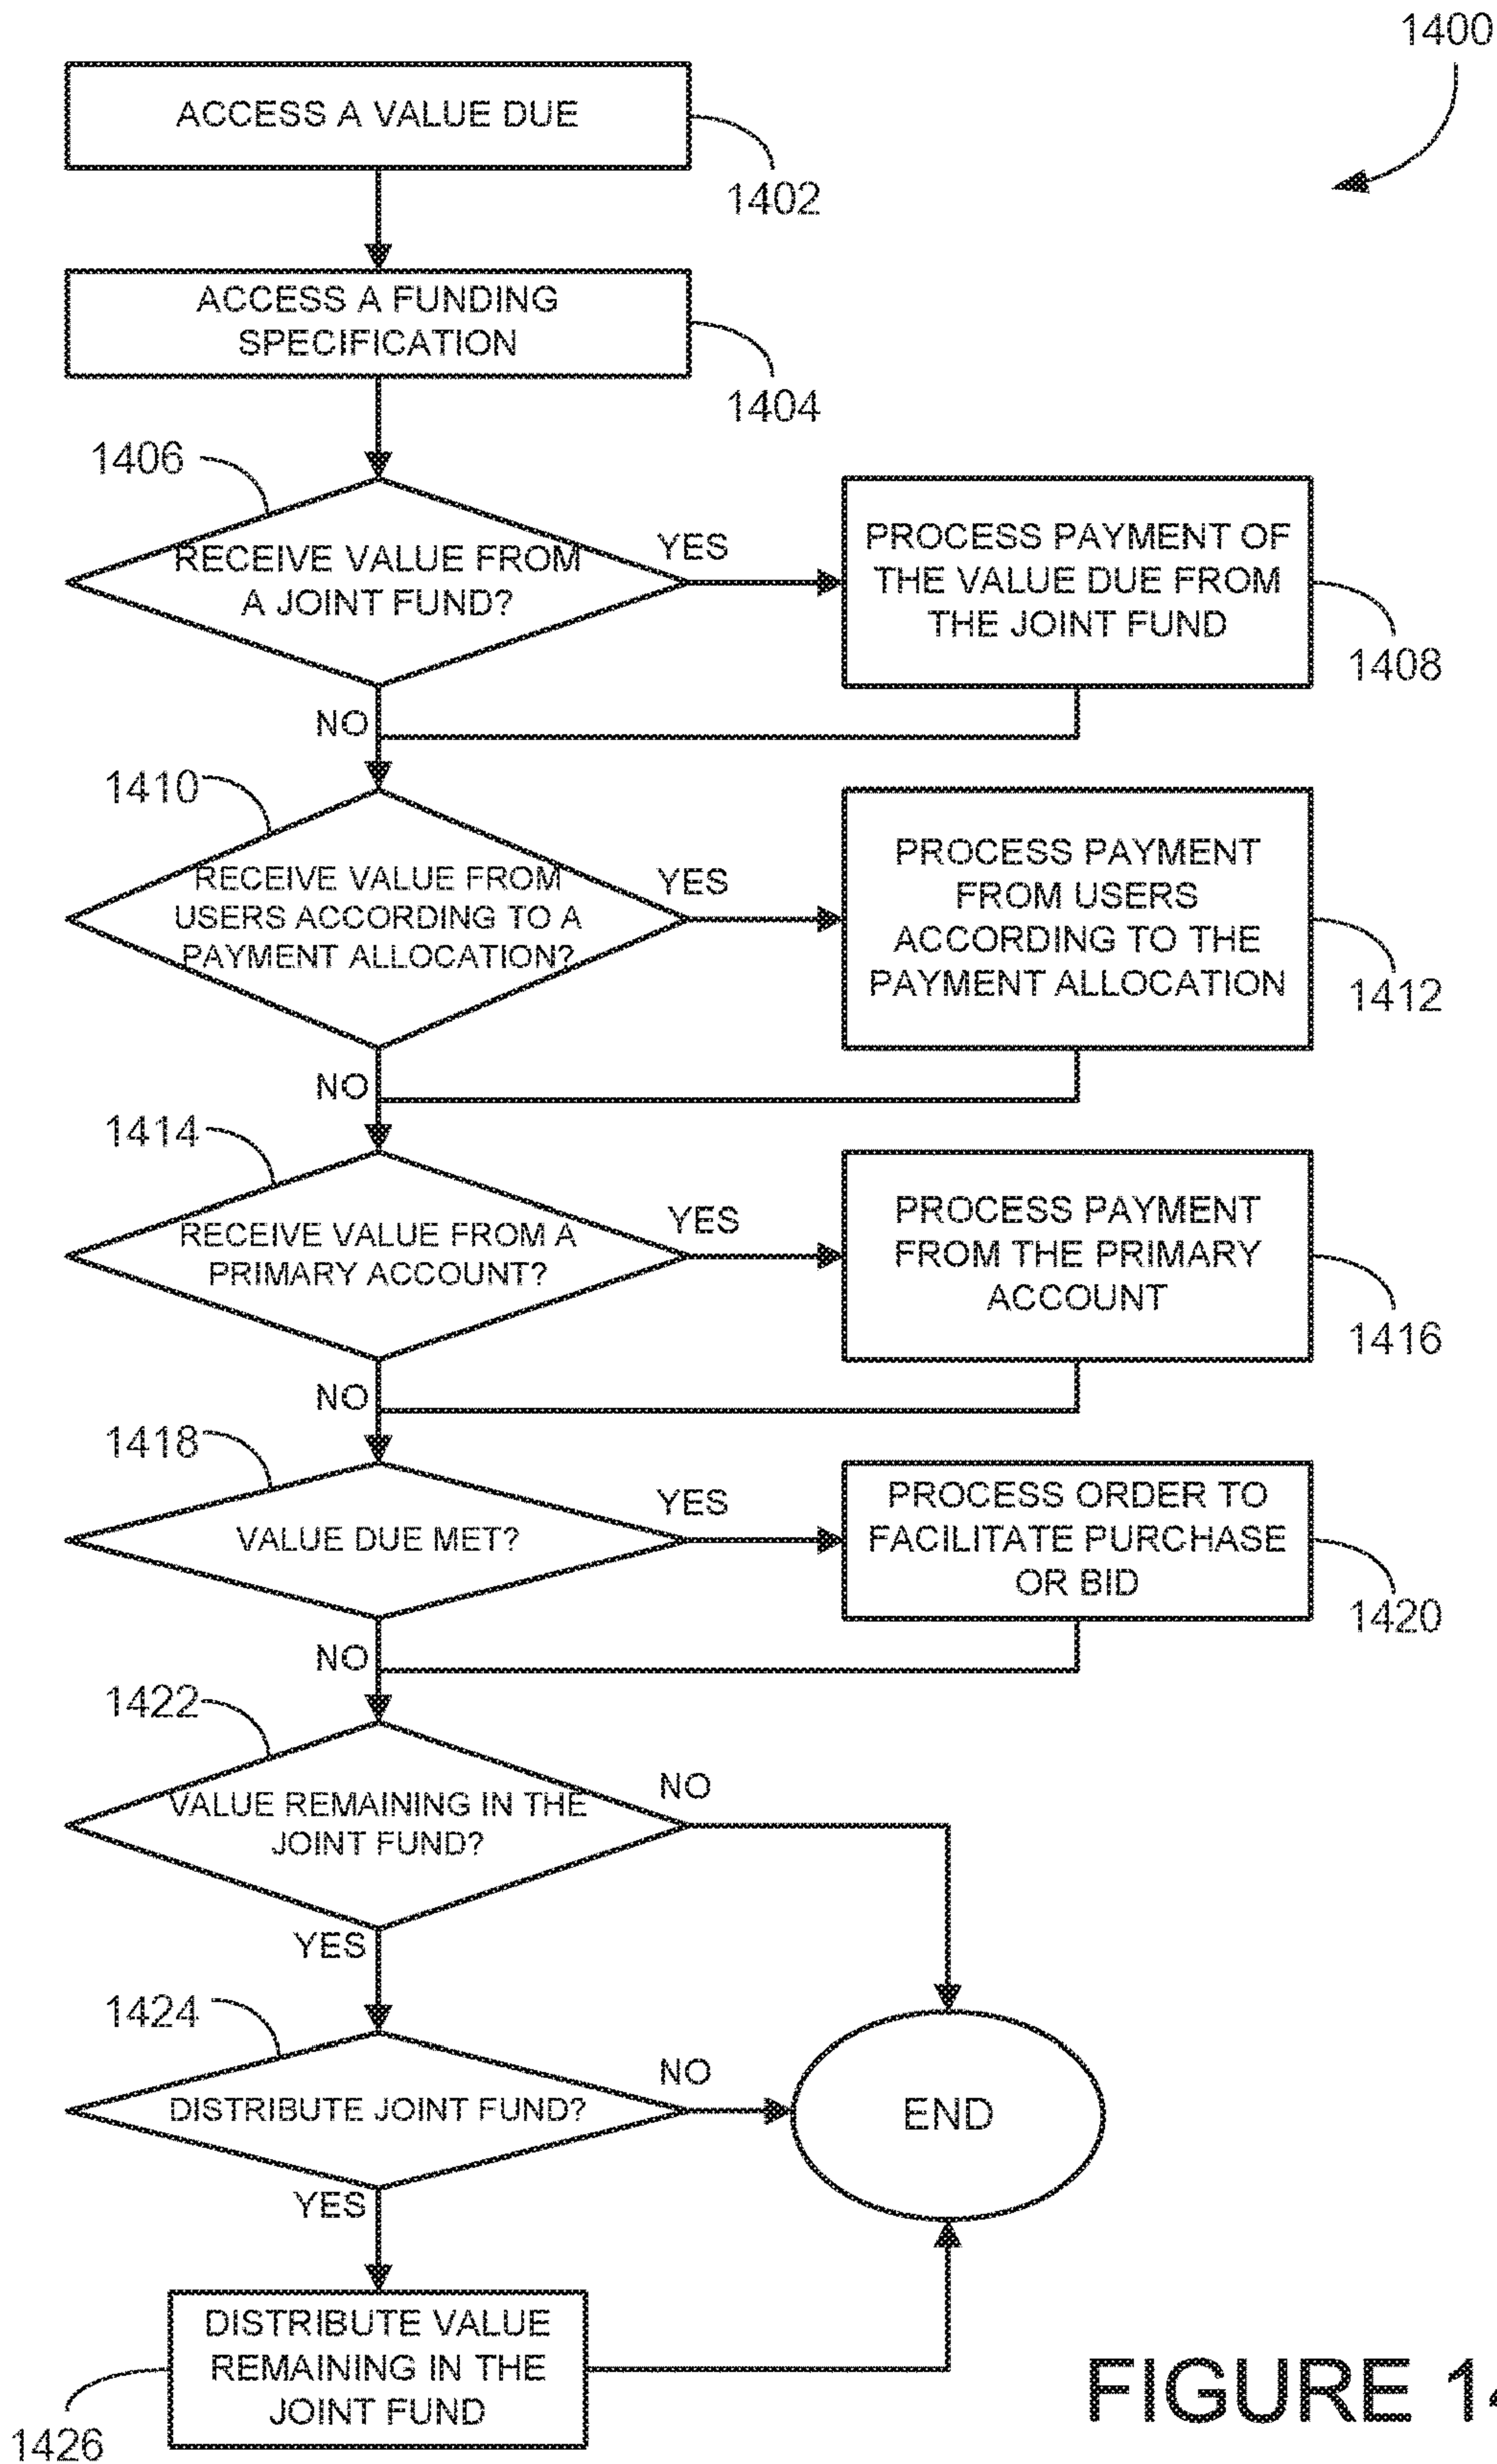 1400
ACCESS A VALUE DUE
1402
ACCESS A FUNDING
SPECIFICATION
1404
1406
RECEIVE VALUE FROM
A JOINT FUND?
YES
NO
PROCESS PAYMENT OF
THE VALUE DUE FROM
THE JOINT FUND
1408
1410
RECEIVE VALUE FROM
USERS ACCORDING TO A
PAYMENT ALLOCATION?
YES
NO
PROCESS PAYMENT
FROM USERS
ACCORDING TO THE
PAYMENT ALLOCATION
1412
1414
RECEIVE VALUE FROM A
PRIMARY ACCOUNT?
YES
NO
PROCESS PAYMENT
FROM THE PRIMARY
ACCOUNT
1416
1418
VALUE DUE MET?
YES
NO
PROCESS ORDER TO
FACILITATE PURCHASE
OR BID
1420
1422
VALUE REMAINING IN THE
JOINT FUND?
NO
YES
1424
DISTRIBUTE JOINT FUND?
NO
YES
END
DISTRIBUTE VALUE
REMAINING IN THE
JOINT FUND
1426
FIGURE 14